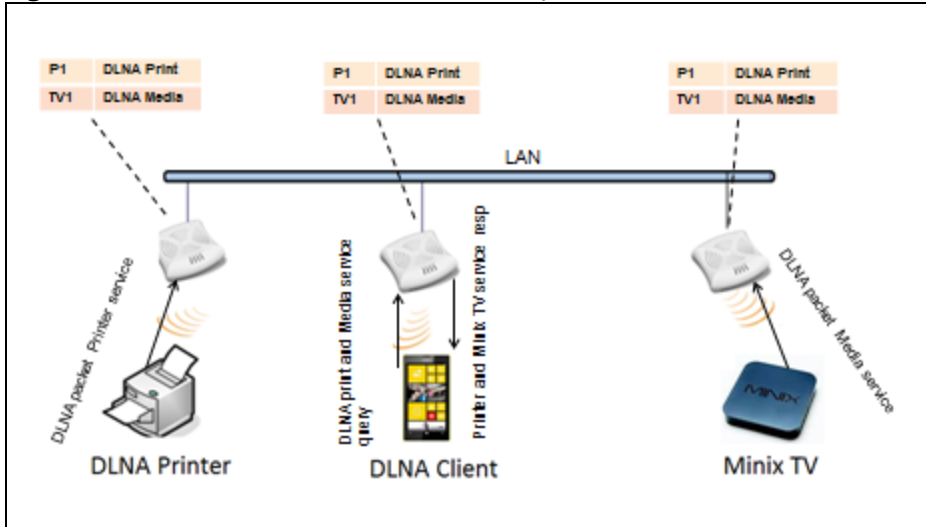 P1 DLNA Print
TV1 DLNA Media
P1 DLNA Print
TV1 DLNA Media
P1 DLNA Print
TV1 DLNA Media
LAN
DLNA packet Printer service
DLNA print and Media service
query
Printer and Minix TV service resp
DLNA packet Media service
MINIX
DLNA Printer
DLNA Client
Minix TV